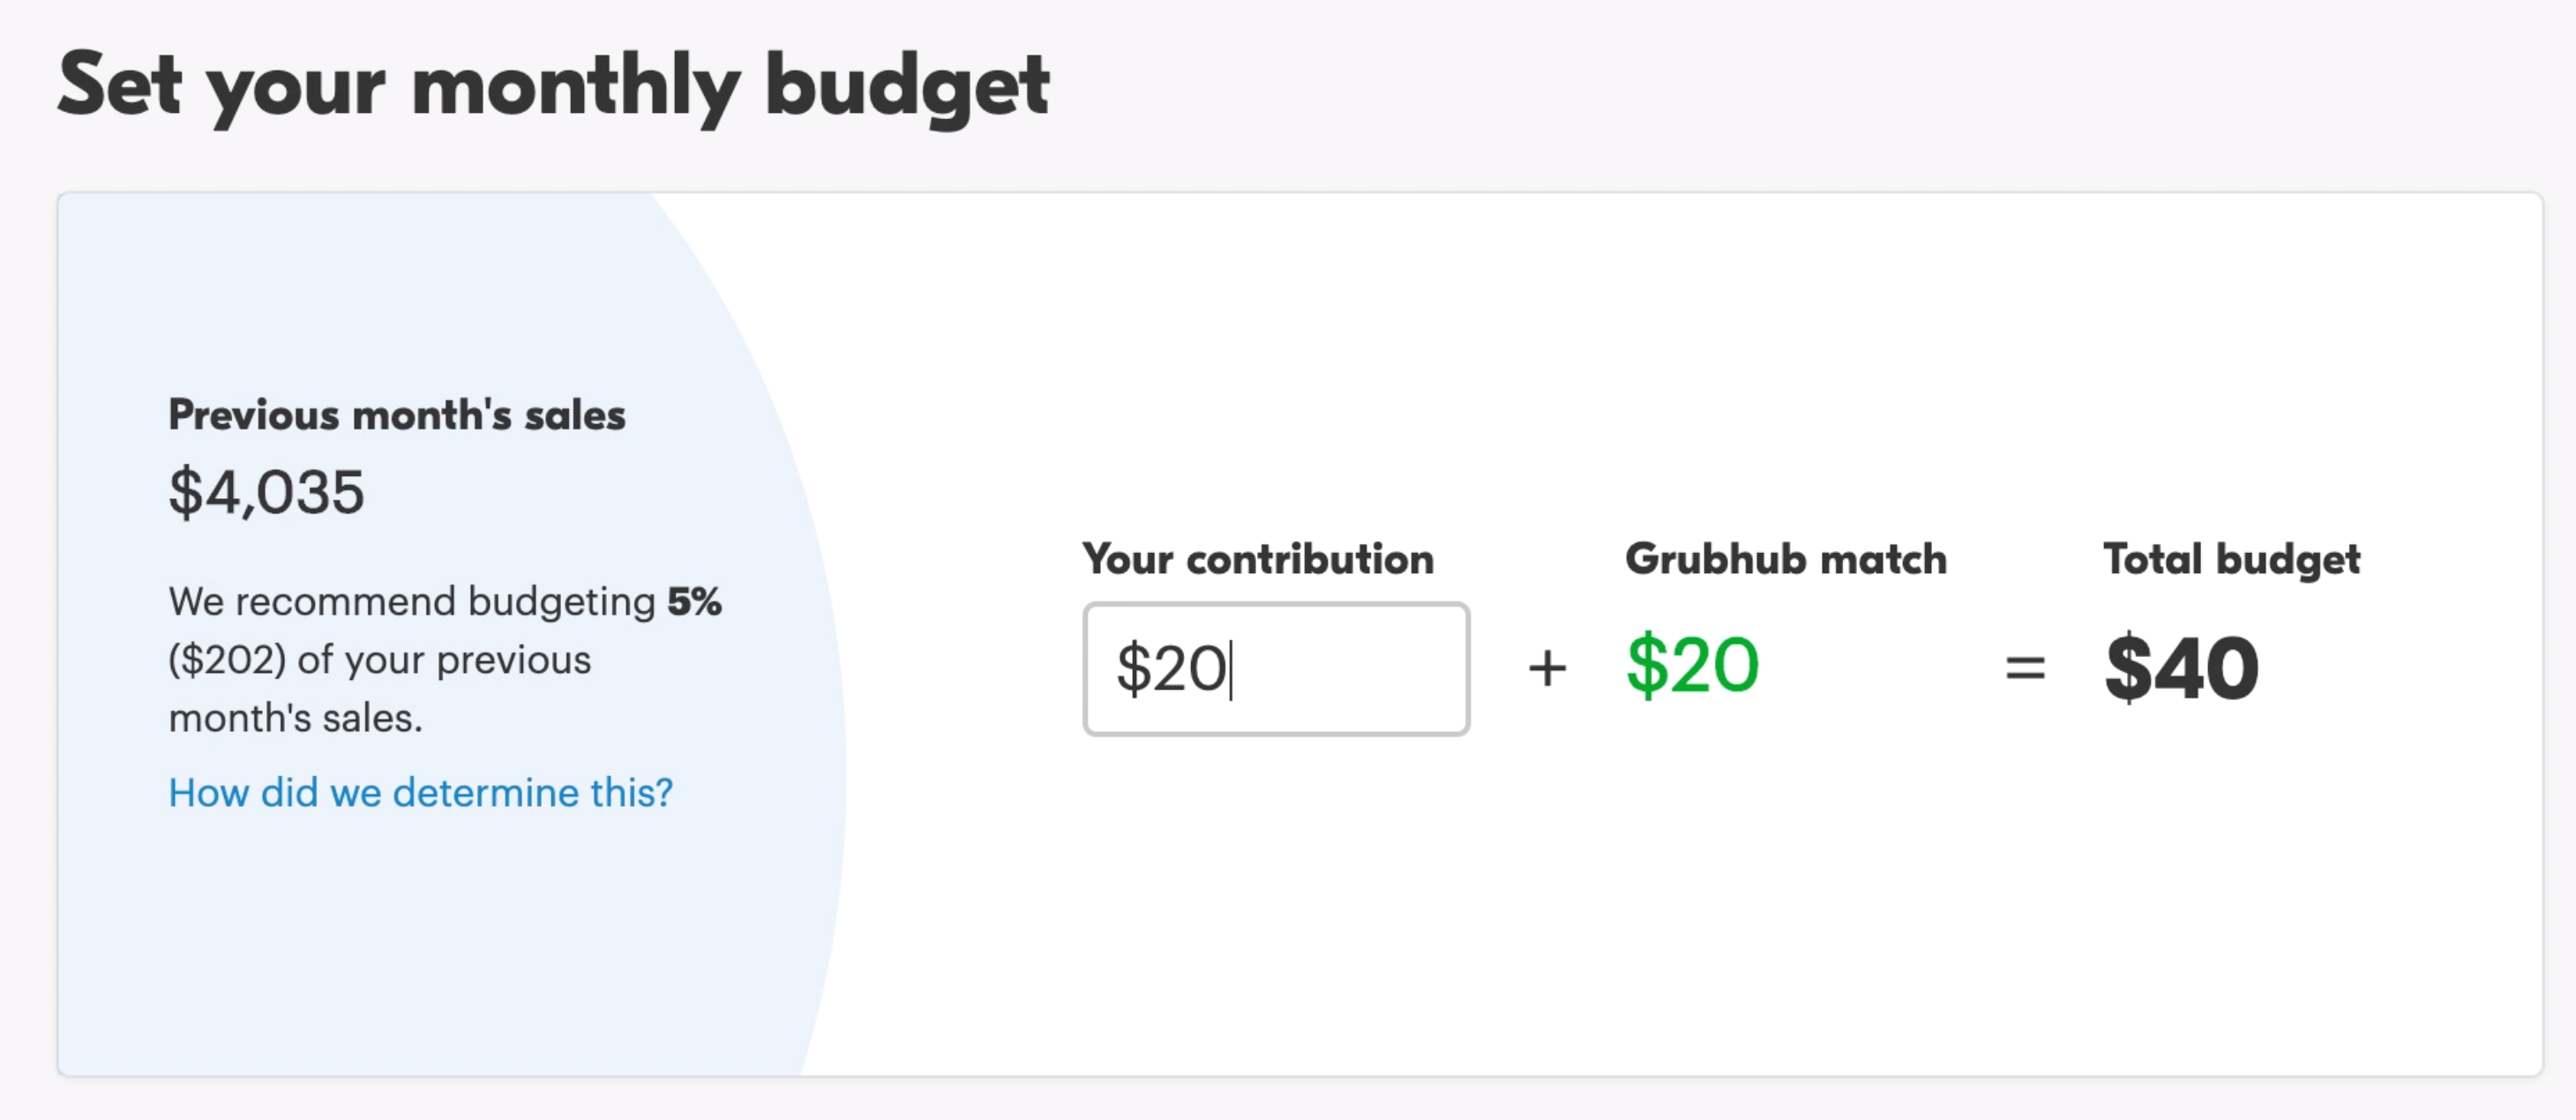 Set your monthly budget
Previous month's sales
$4,035
We recommend budgeting 5%
($202) of your previous
month's sales.
How did we determine this?
Your contribution
$20
+
Grubhub match
$20
=
Total budget
$40